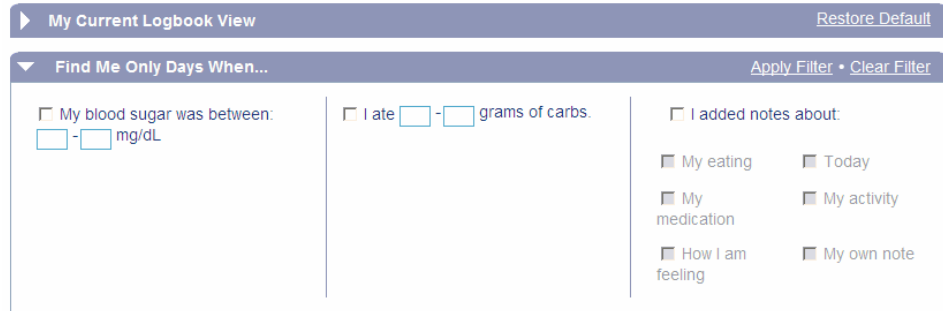 My Current Logbook View Restore Default
Find Me Only Days When... Apply Filter • Clear Filter
My blood sugar was between:
- mg/dL
I ate - grams of carbs.
I added notes about:
My eating Today
My
medication
My activity
How I am
feeling
My own note